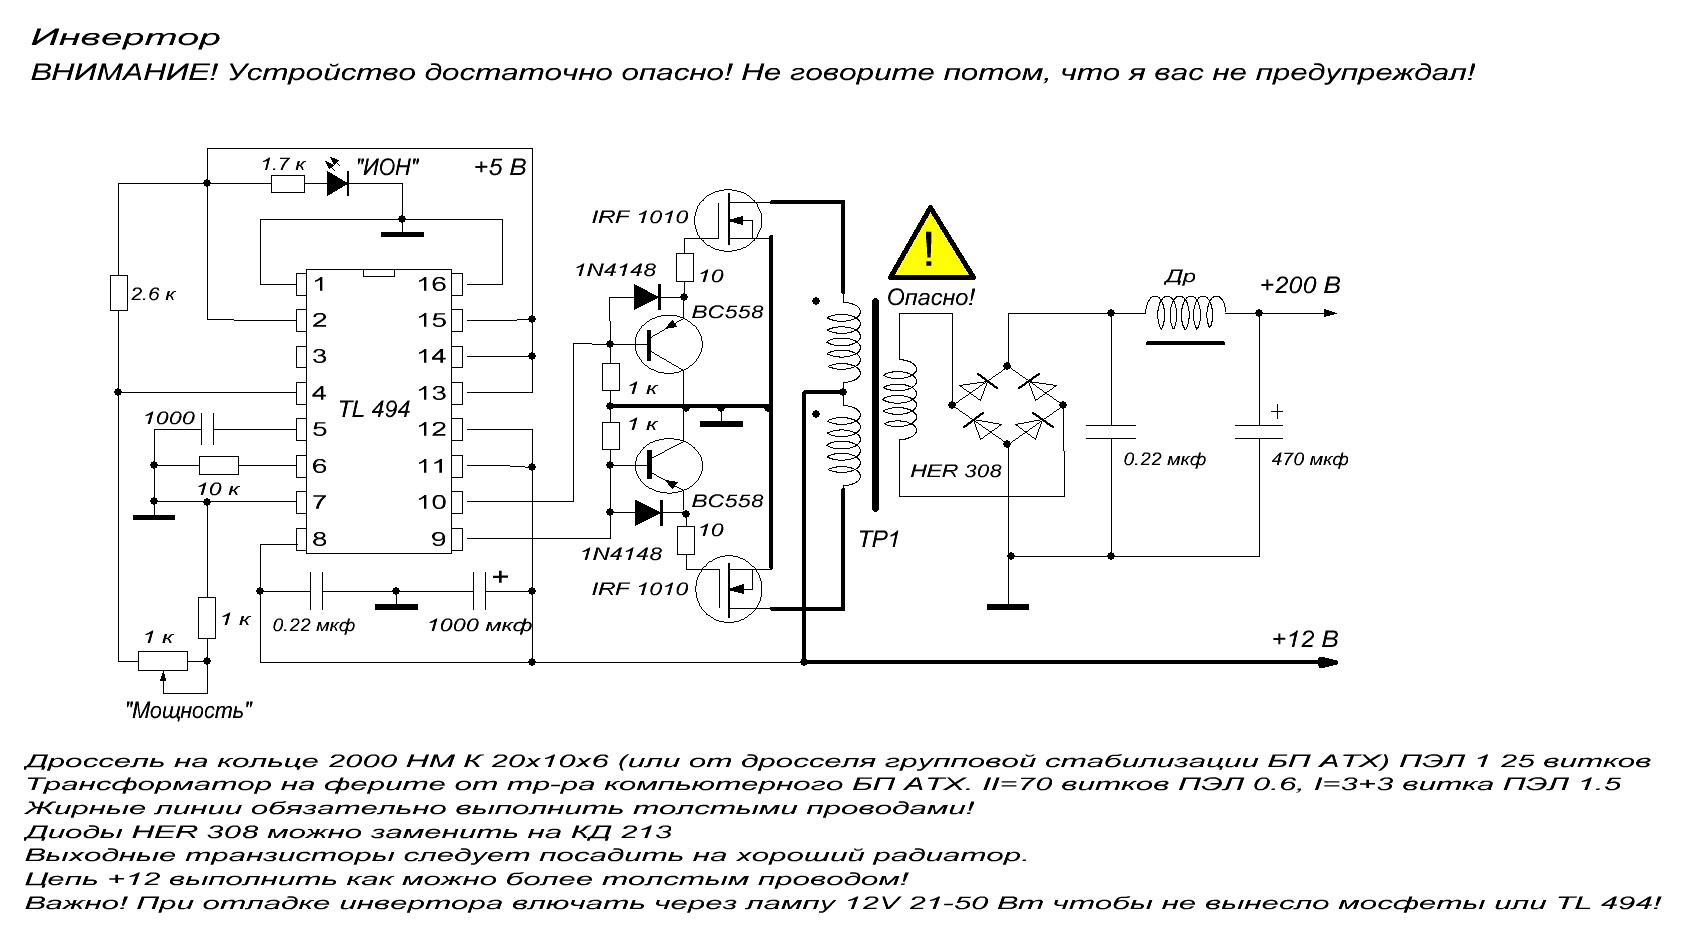 Инвертор
ВНИМАНИЕ! Устройство достаточно опасно! Не говорите потом, что я вас не предупреждал!
1.7 к
"ИОН"
+5 В
IRF 1010
1N4148
10
BC558
2.6 к
1 к
1 16
2 15
3 14
4 13
TL 494
5 12
6 11
7 10
8 9
1000
10 к
1 к
BC558
10
1N4148
IRF 1010
!
Опасно!
ТР1
HER 308
Др
+200 В
0.22 мкф
+
470 мкф
+12 В
0.22 мкф
+
1000 мкф
1 к
1 к
"Мощность"
Дроссель на кольце 2000 НМ К 20х10х6 (или от дросселя групповой стабилизации БП АТХ) ПЭЛ 1 25 витков
Трансформатор на ферите от тр-ра компьютерного БП АТХ. II=70 витков ПЭЛ 0.6, I=3+3 витка ПЭЛ 1.5
Жирные линии обязательно выполнить толстыми проводами!
Диоды HER 308 можно заменить на КД 213
Выходные транзисторы следует посадить на хороший радиатор.
Цепь +12 выполнить как можно более толстым проводом!
Важно! При отладке инвертора влючать через лампу 12V 21-50 Вт чтобы не вынесло мосфеты или TL 494!